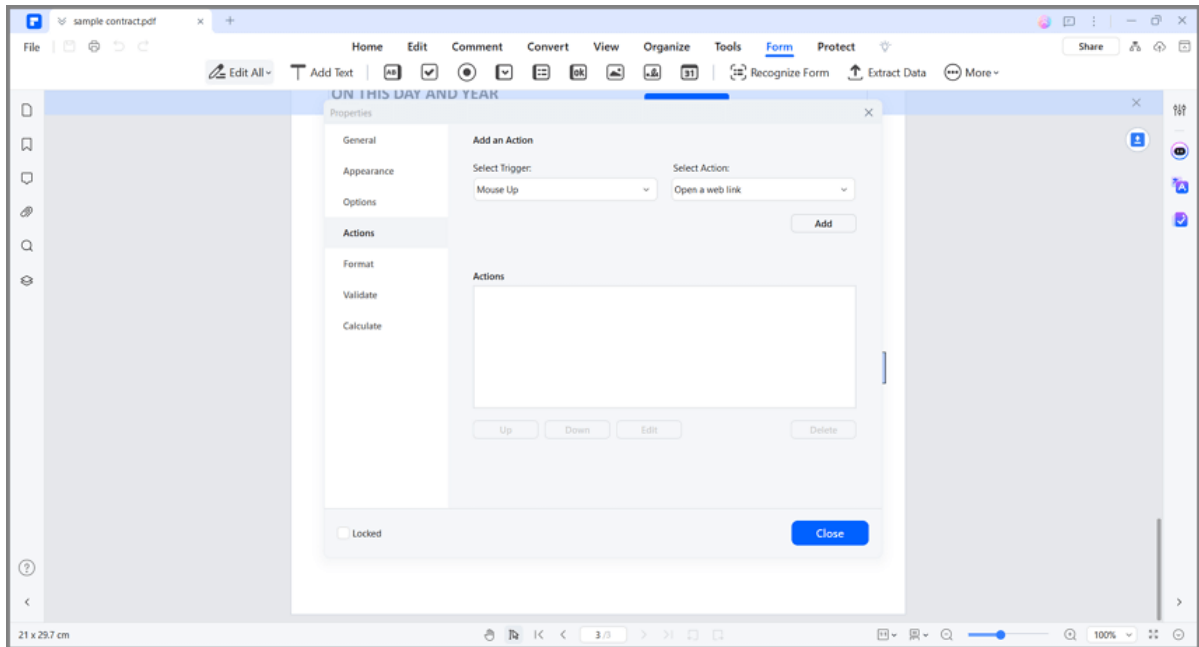 sample contract.pdf
File Home Edit Comment Convert View Organize Tools Form Protect Share
Edit All Add Text AB ok 31 Recognize Form Extract Data More
ON THIS DAY AND YEAR
Properties
General
Appearance
Options
Actions
Format
Validate
Calculate
Add an Action
Select Trigger: Select Action:
Mouse Up Open a web link
Add
Actions
Up Down Edit Delete
Locked Close
21 x 29.7 cm 3 /3 100%